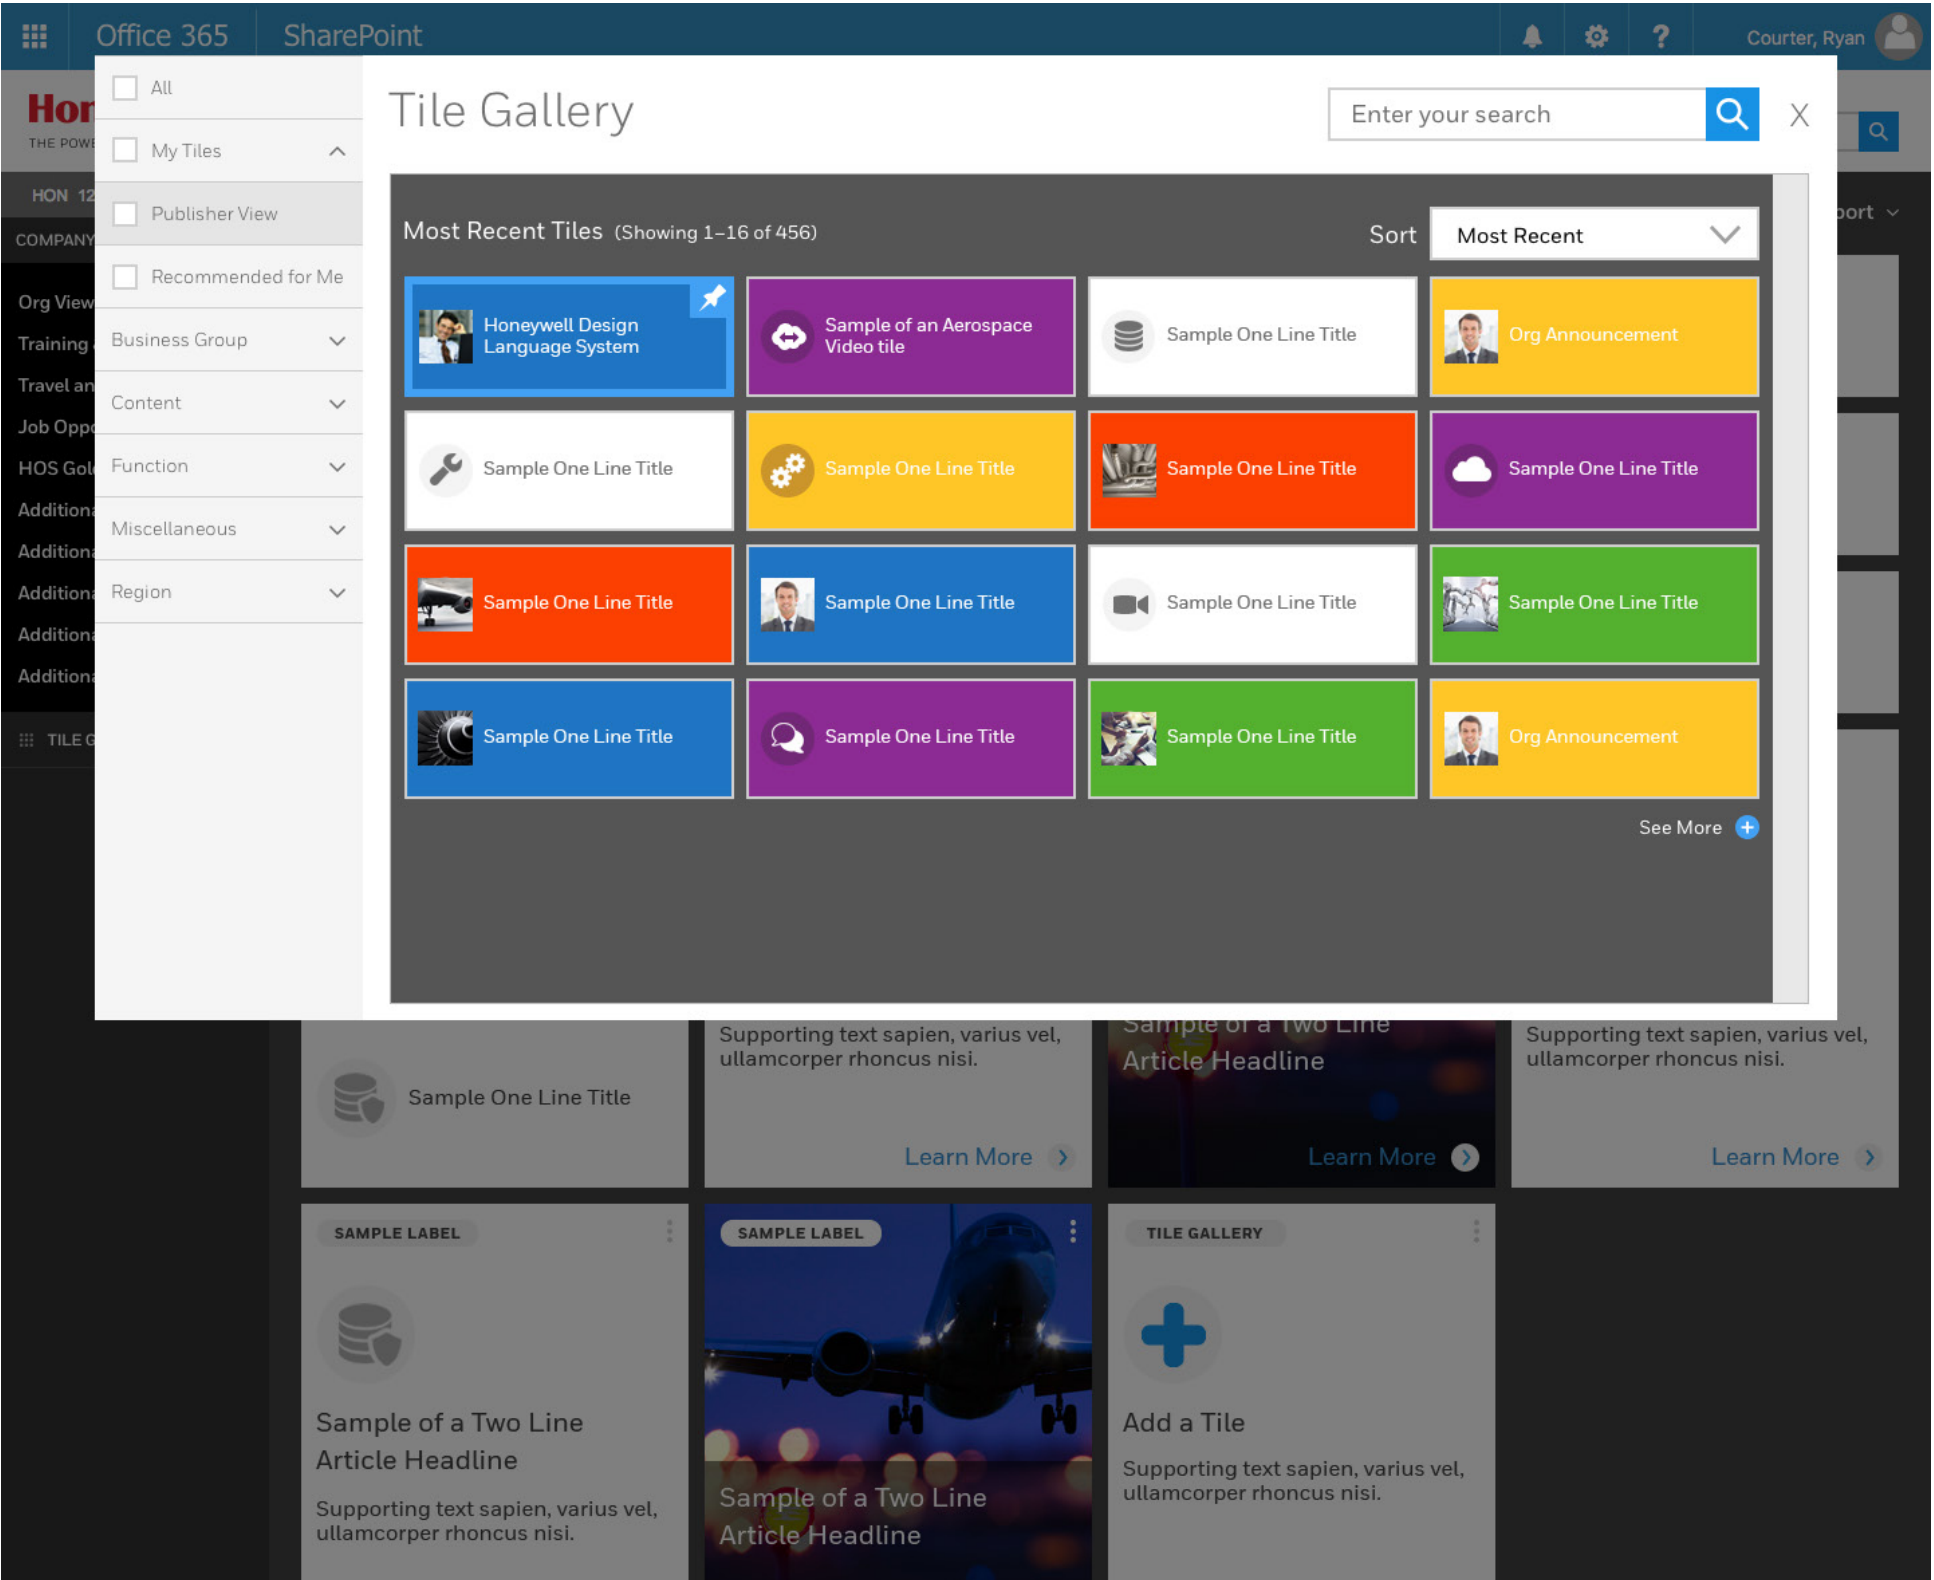 Office 365
SharePoint
Courter, Ryan
Hon
THE POWE
HON 12
COMPANY
Org View
Training
Travel an
Job Oppo
HOS Gol
Addition
Addition
Addition
Addition
Addition
TILE G
port
All
My Tiles
Publisher View
Recommended for Me
Business Group
Content
Function
Miscellaneous
Region
Tile Gallery
Enter your search
X
Most Recent Tiles (Showing 1–16 of 456)
Sort
Most Recent
Honeywell Design
Language System
Sample of an Aerospace
Video tile
Sample One Line Title
Org Announcement
Sample One Line Title
Sample One Line Title
Sample One Line Title
Sample One Line Title
Sample One Line Title
Sample One Line Title
Sample One Line Title
Sample One Line Title
Sample One Line Title
Sample One Line Title
Sample One Line Title
Org Announcement
See More
Sample One Line Title
Supporting text sapien, varius vel,
ullamcorper rhoncus nisi.
Learn More
Sample of a Two Line
Article Headline
Learn More
Supporting text sapien, varius vel,
ullamcorper rhoncus nisi.
Learn More
SAMPLE LABEL
Sample of a Two Line
Article Headline
Supporting text sapien, varius vel,
ullamcorper rhoncus nisi.
SAMPLE LABEL
Sample of a Two Line
Article Headline
TILE GALLERY
Add a Tile
Supporting text sapien, varius vel,
ullamcorper rhoncus nisi.